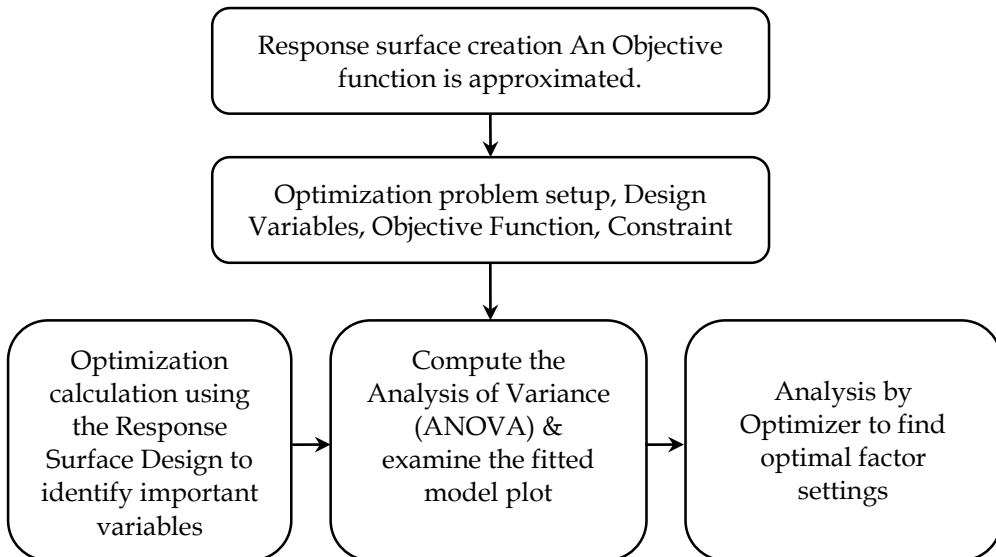 Response surface creation An Objective
function is approximated.
Optimization problem setup, Design
Variables, Objective Function, Constraint
Optimization
calculation using
the Response
Surface Design to
identify important
variables
Compute the
Analysis of Variance
(ANOVA) &
examine the fitted
model plot
Analysis by
Optimizer to find
optimal factor
settings